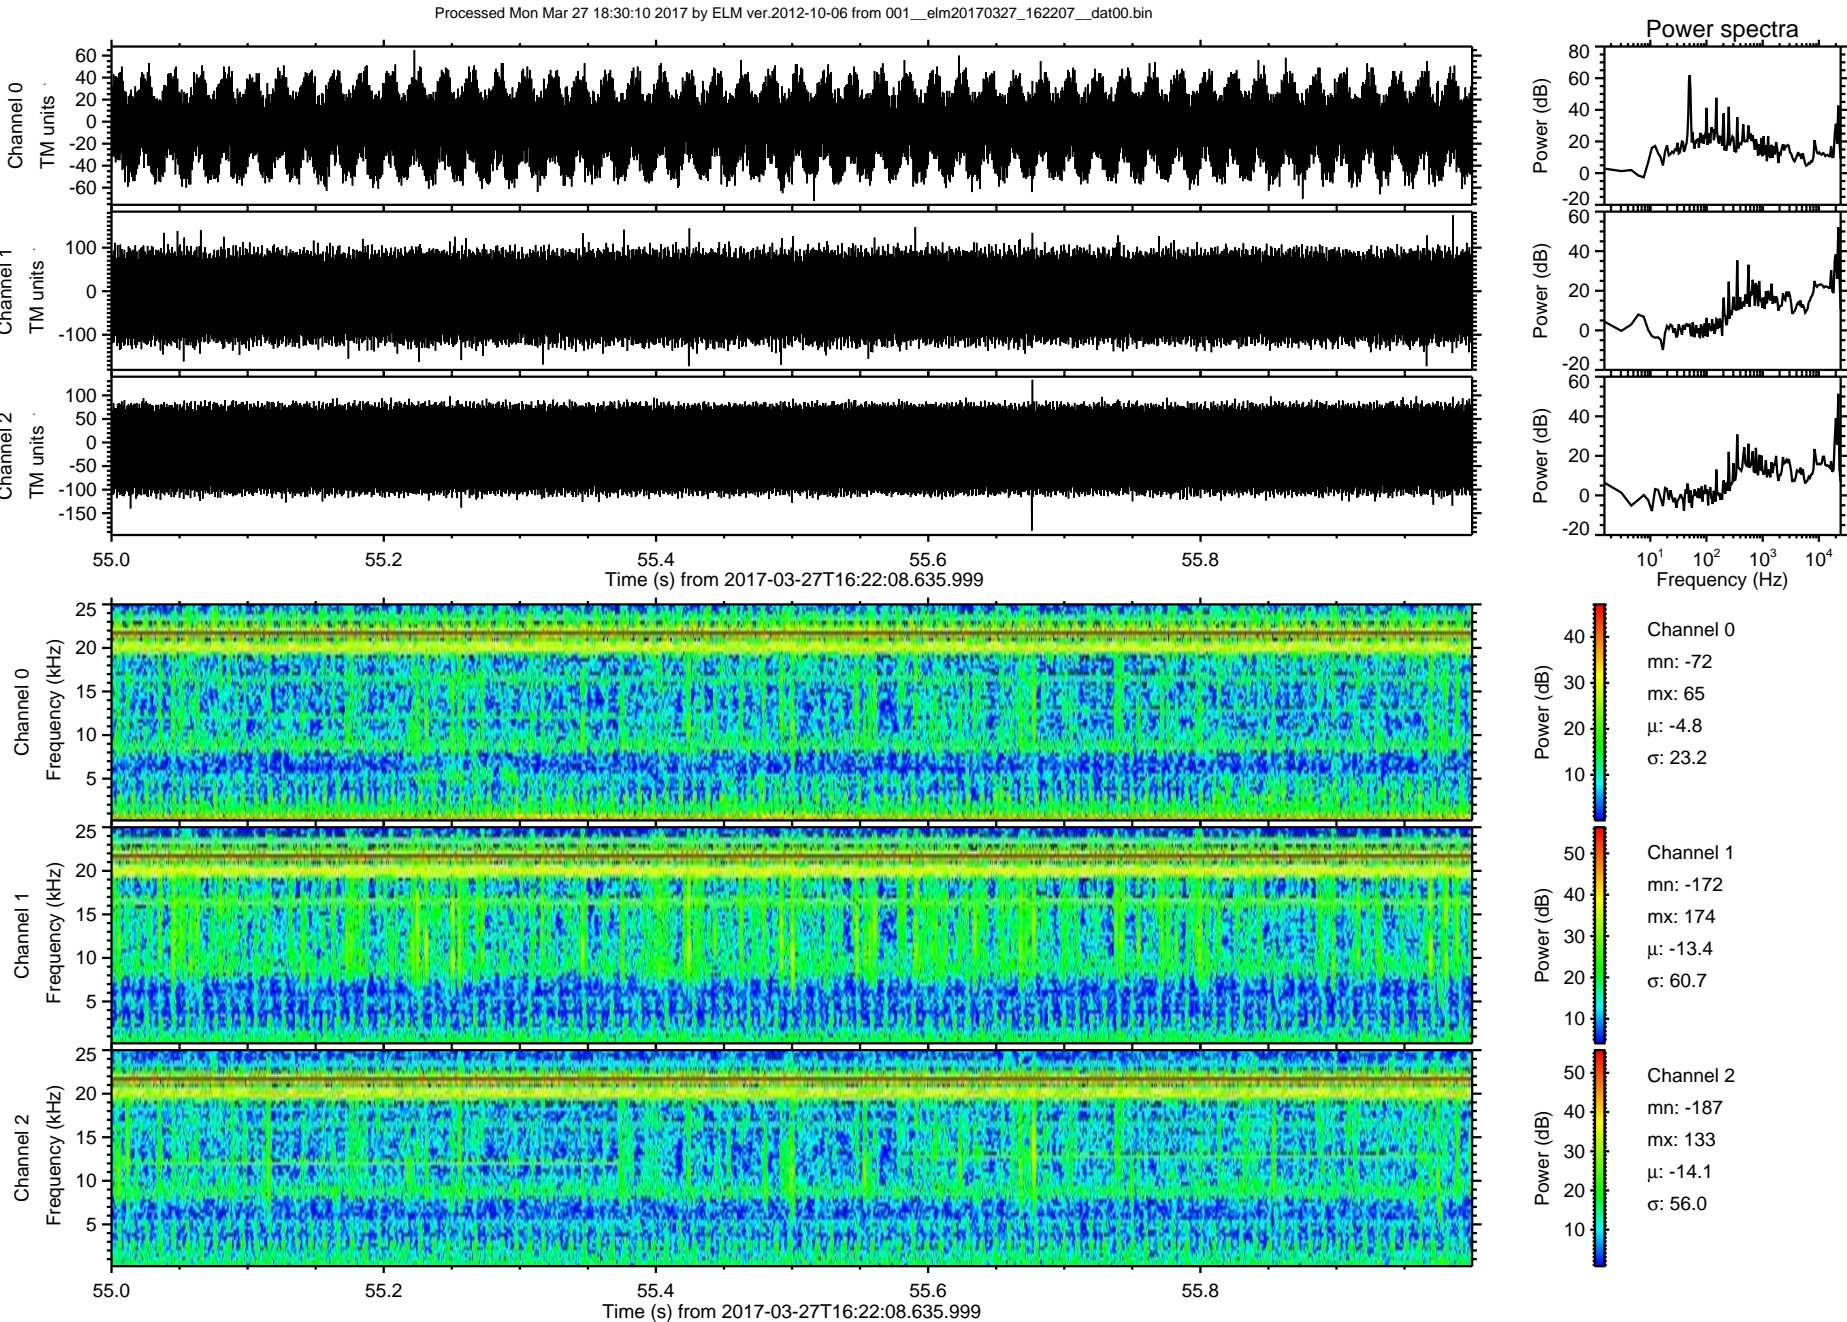 Processed Mon Mar 27 18:30:10 2017 by ELM ver.2012-10-06 from 001__elm20170327_162207__dat00.bin
Power spectra
Channel 0
TM units
60
40
20
0
-20
-40
-60
Power (dB)
80
60
40
20
0
-20
Channel 1
TM units
100
0
-100
Power (dB)
60
40
20
0
-20
Channel 2
TM units
100
50
0
-50
-100
-150
Power (dB)
60
40
20
0
-20
55.0 55.2 55.4 55.6 55.8
Time (s) from 2017-03-27T16:22:08.635.999
10^1 10^2 10^3 10^4
Frequency (Hz)
Channel 0
Frequency (kHz)
25
20
15
10
5
Power (dB)
40
30
20
10
Channel 0
mn: -72
mx: 65
μ: -4.8
σ: 23.2
Channel 1
Frequency (kHz)
25
20
15
10
5
Power (dB)
50
40
30
20
10
Channel 1
mn: -172
mx: 174
μ: -13.4
σ: 60.7
Channel 2
Frequency (kHz)
25
20
15
10
5
Power (dB)
50
40
30
20
10
Channel 2
mn: -187
mx: 133
μ: -14.1
σ: 56.0
55.0 55.2 55.4 55.6 55.8
Time (s) from 2017-03-27T16:22:08.635.999